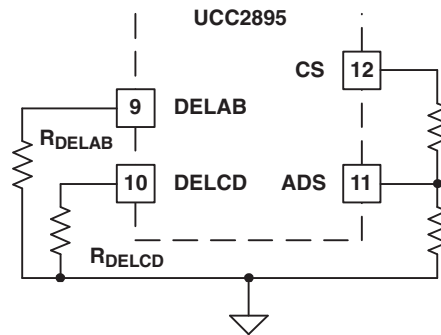 UCC2895
CS 12
9 DELAB
R_DELAB
10 DELCD
ADS 11
R_DELCD